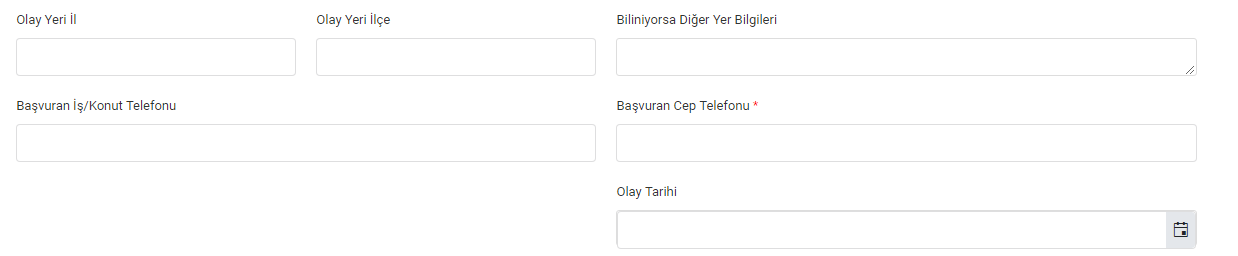 Olay Yeri İl
Olay Yeri İlçe
Biliniyorsa Diğer Yer Bilgileri
Başvuran İş/Konut Telefonu
Başvuran Cep Telefonu *
Olay Tarihi